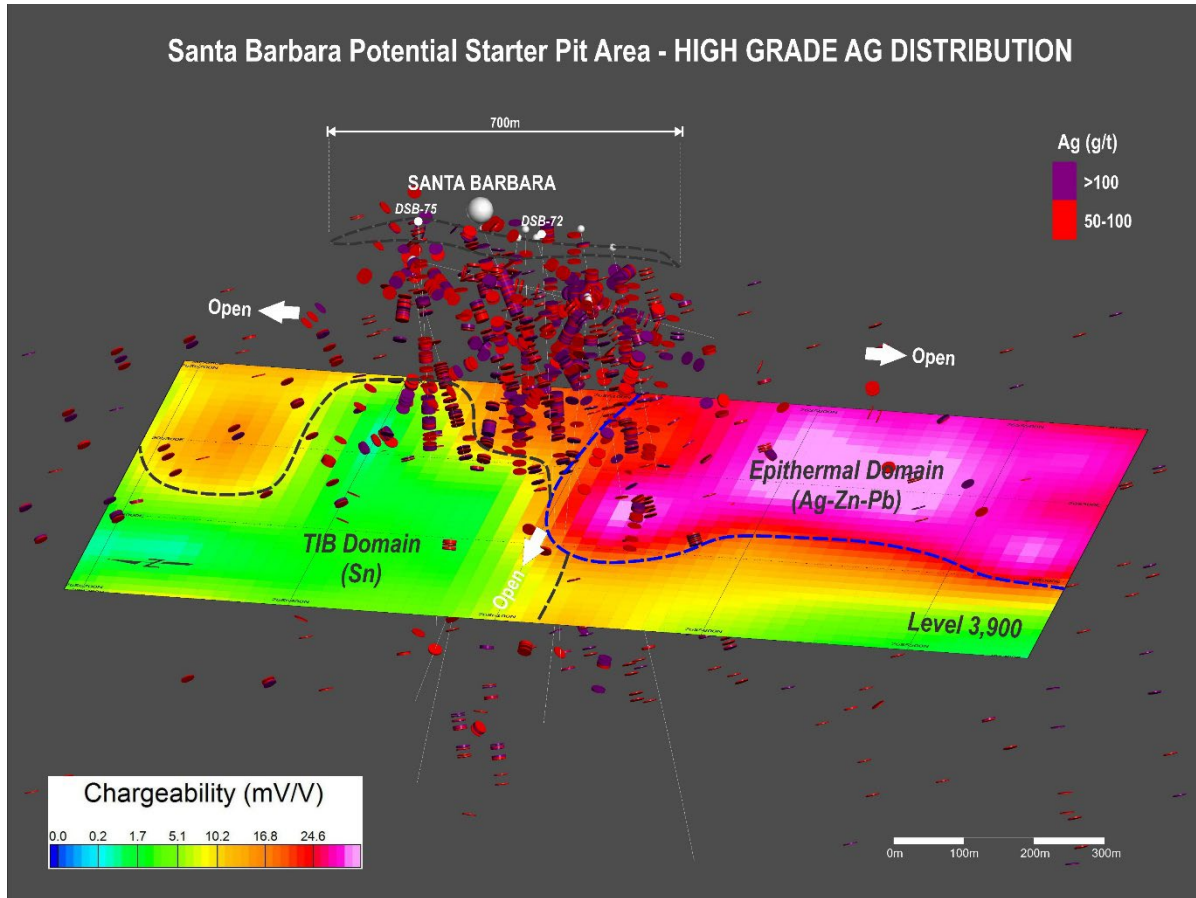 Santa Barbara Potential Starter Pit Area - HIGH GRADE AG DISTRIBUTION
700m
Ag (g/t)
>100
50-100
SANTA BARBARA
DSB-75
DSB-72
Open
Open
Epithermal Domain
(Ag-Zn-Pb)
TIB Domain
(Sn)
Open
Level 3,900
Chargeability (mV/V)
0.0 0.2 1.7 5.1 10.2 16.8 24.6
0m 100m 200m 300m